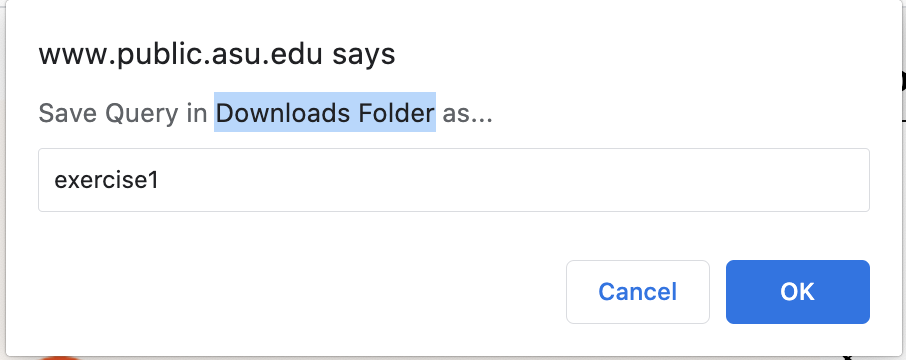 www.public.asu.edu says
Save Query in Downloads Folder as...
exercise1
Cancel
OK